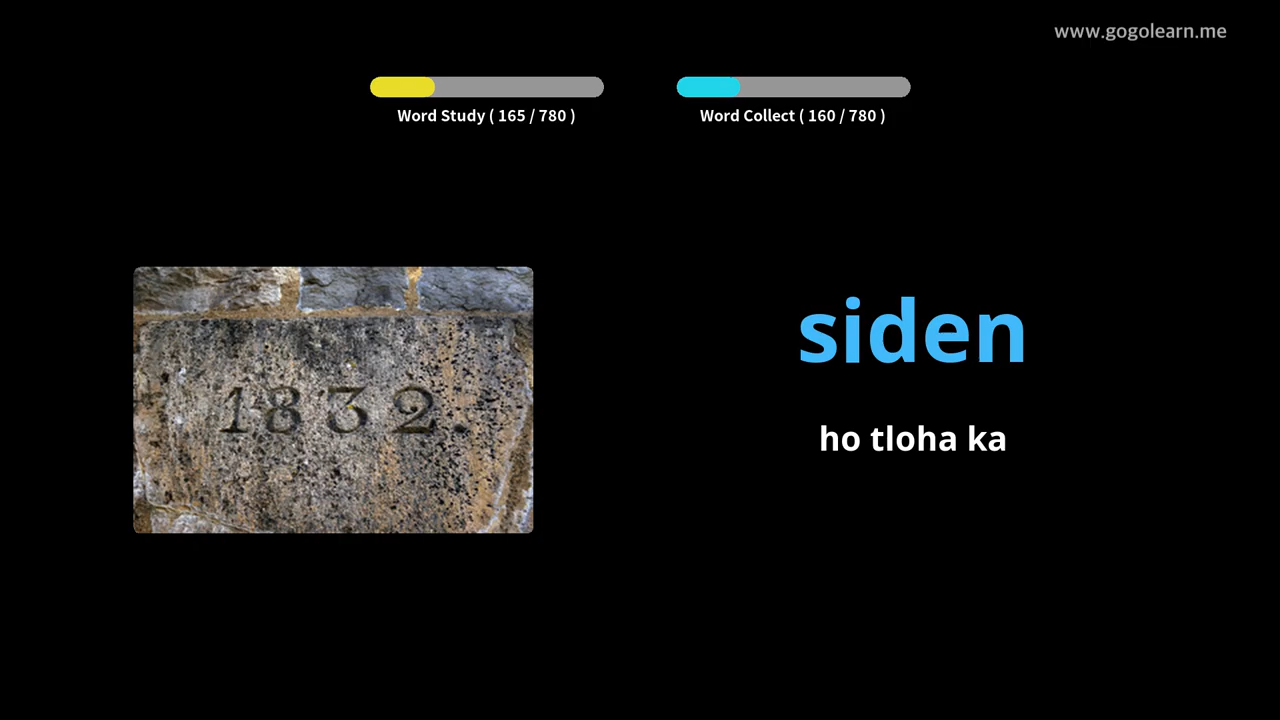 www.gogolearn.me
Word Study ( 165 / 780 )
Word Collect ( 160 / 780 )
1832.
siden
ho tloha ka